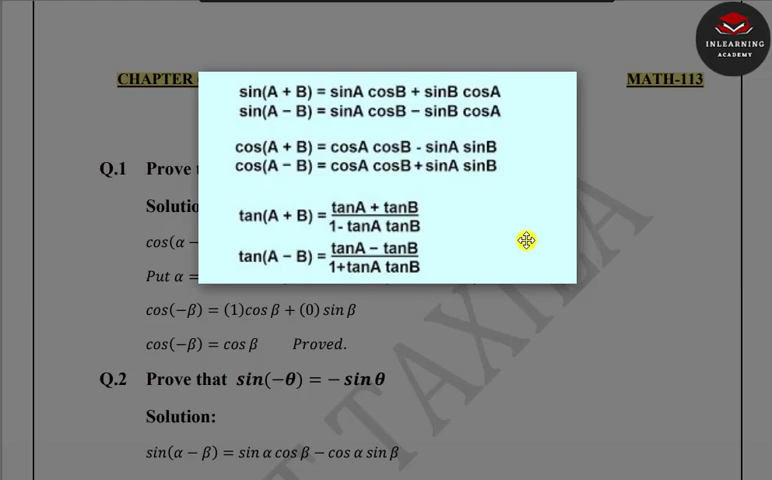 INLEARNING
ACADEMY
CHAPTER
MATH-113
sin(A + B) = sinA cosB + sinB cosA
sin(A − B) = sinA cosB − sinB cosA
cos(A + B) = cosA cosB - sinA sinB
cos(A − B) = cosA cosB + sinA sinB
tan(A + B) = tanA + tanB / 1- tanA tanB
tan(A − B) = tanA − tanB / 1+tanA tanB
Q.1 Prove
cos(α −
Put α =
cos(−β) = (1)cos β + (0) sin β
cos(−β) = cos β Proved.
Q.2 Prove that sin(−θ) = − sin θ
Solution:
sin(α − β) = sin α cos β − cos α sin β
TAXILA